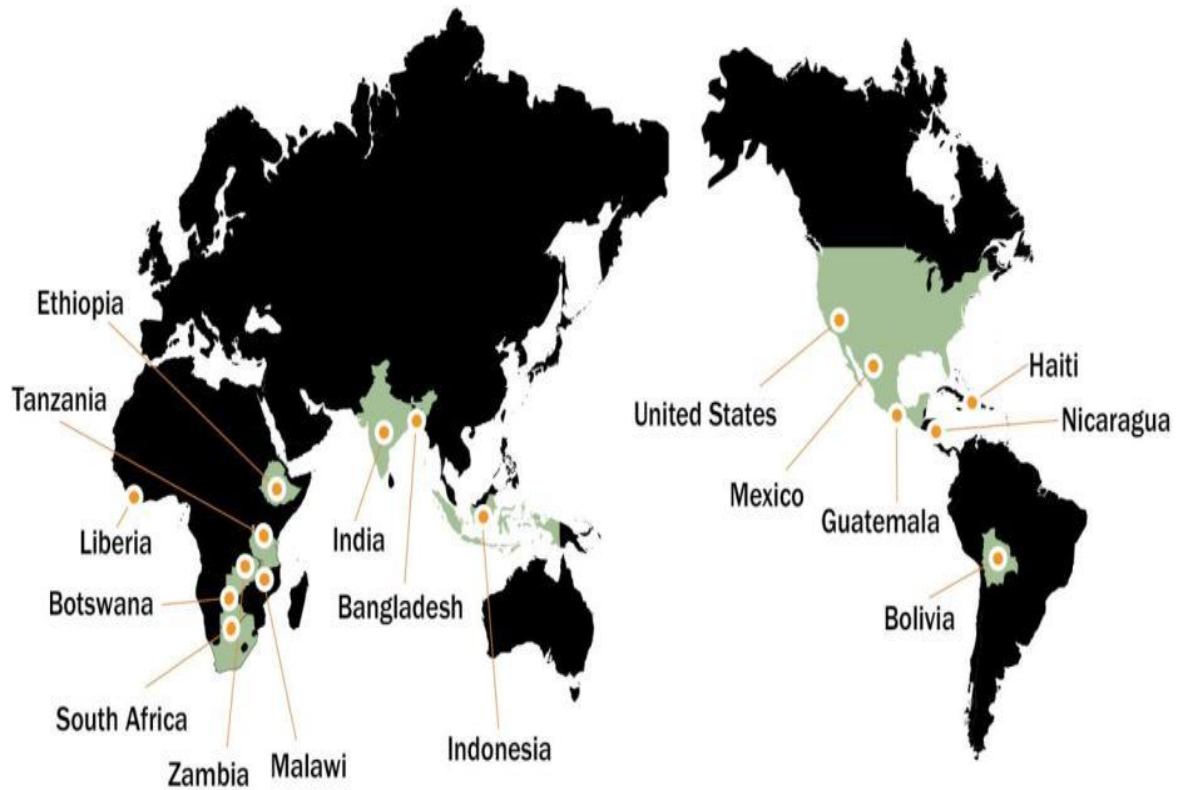 Ethiopia
Tanzania
Liberia
Botswana
South Africa
Zambia
Malawi
India
Bangladesh
Indonesia
United States
Mexico
Guatemala
Haiti
Nicaragua
Bolivia